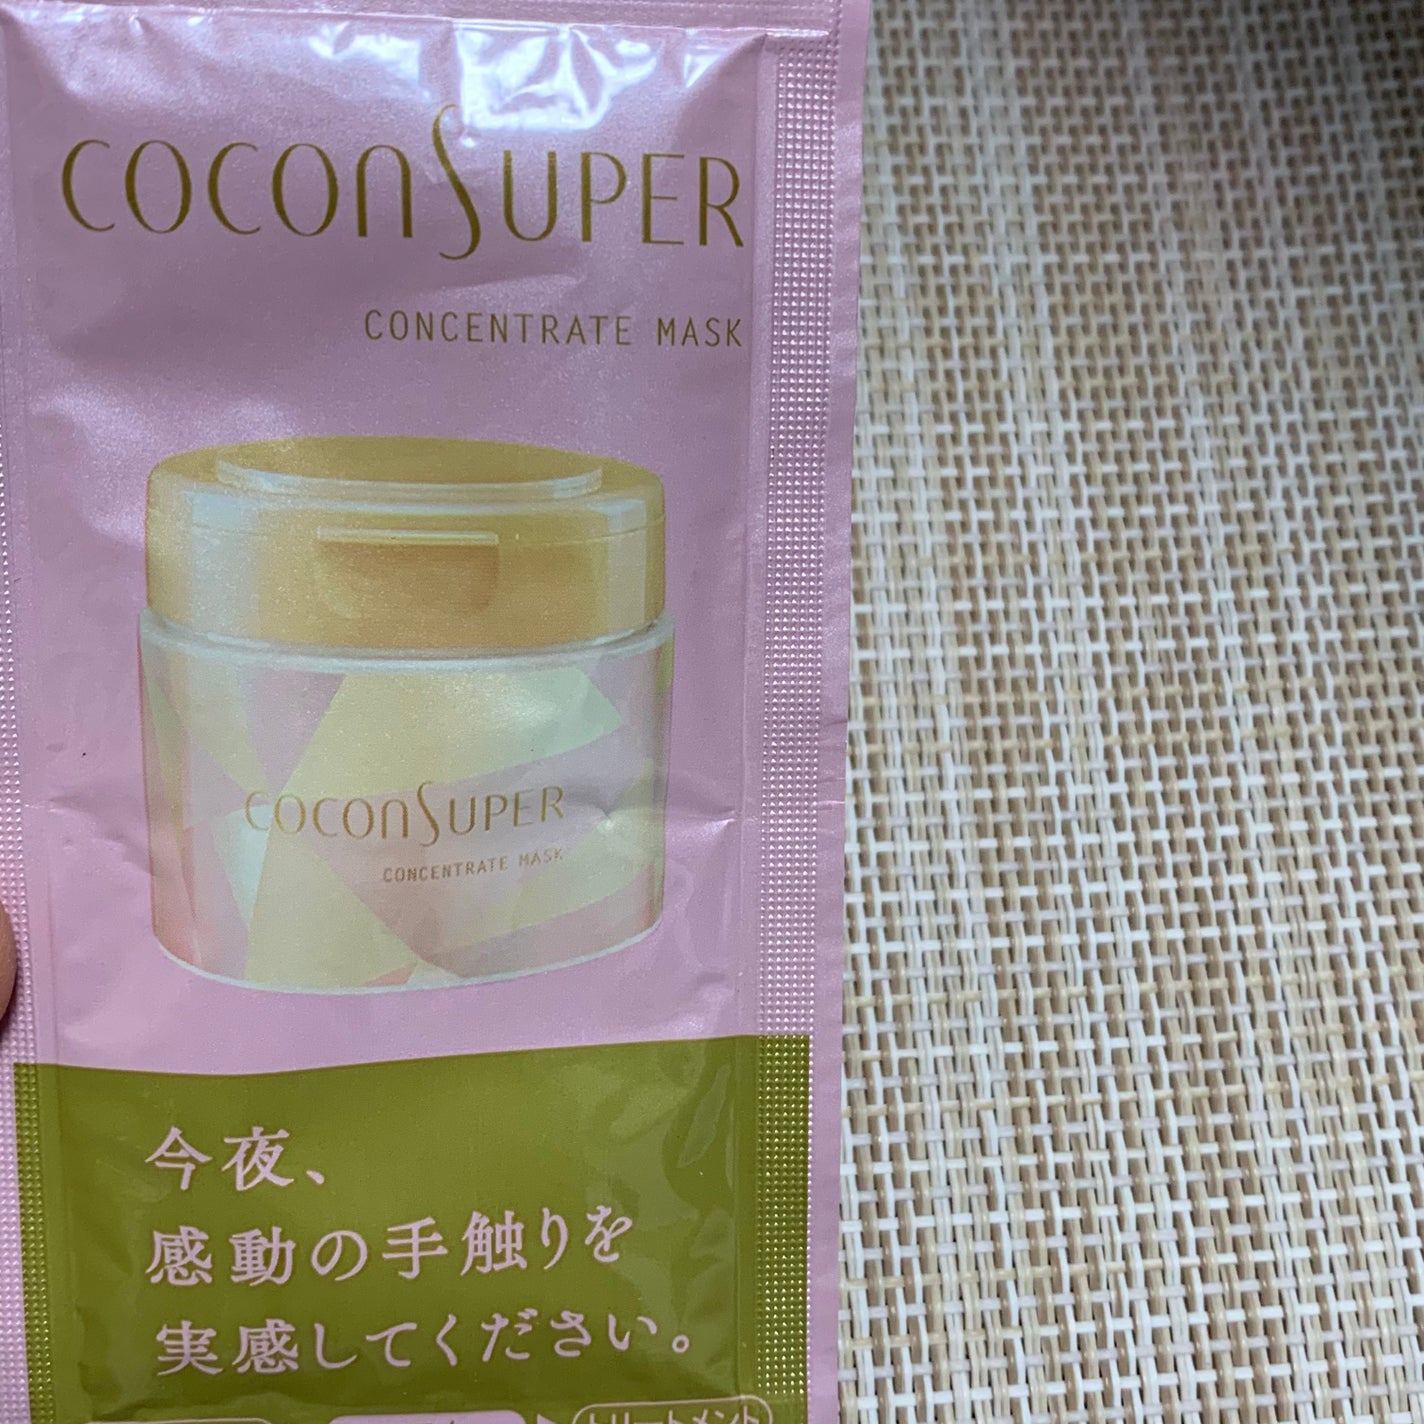 COCONSUPER
CONCENTRATE MASK
COCONSUPER
CONCENTRATE MASK
今夜、
感動の手触りを
実感してください。
トリートメント